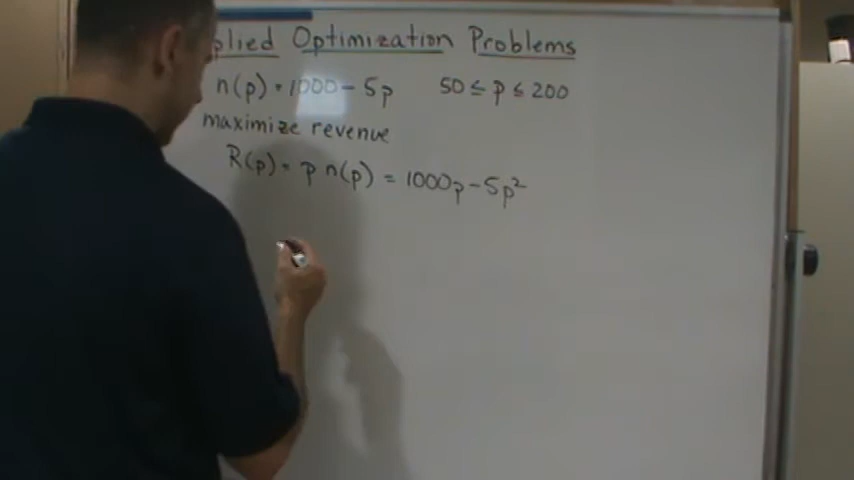 plied Optimization Problems
n(p) = 1000 - 5p 50 ≤ p ≤ 200
maximize revenue
R(p) = p n(p) = 1000p - 5p²